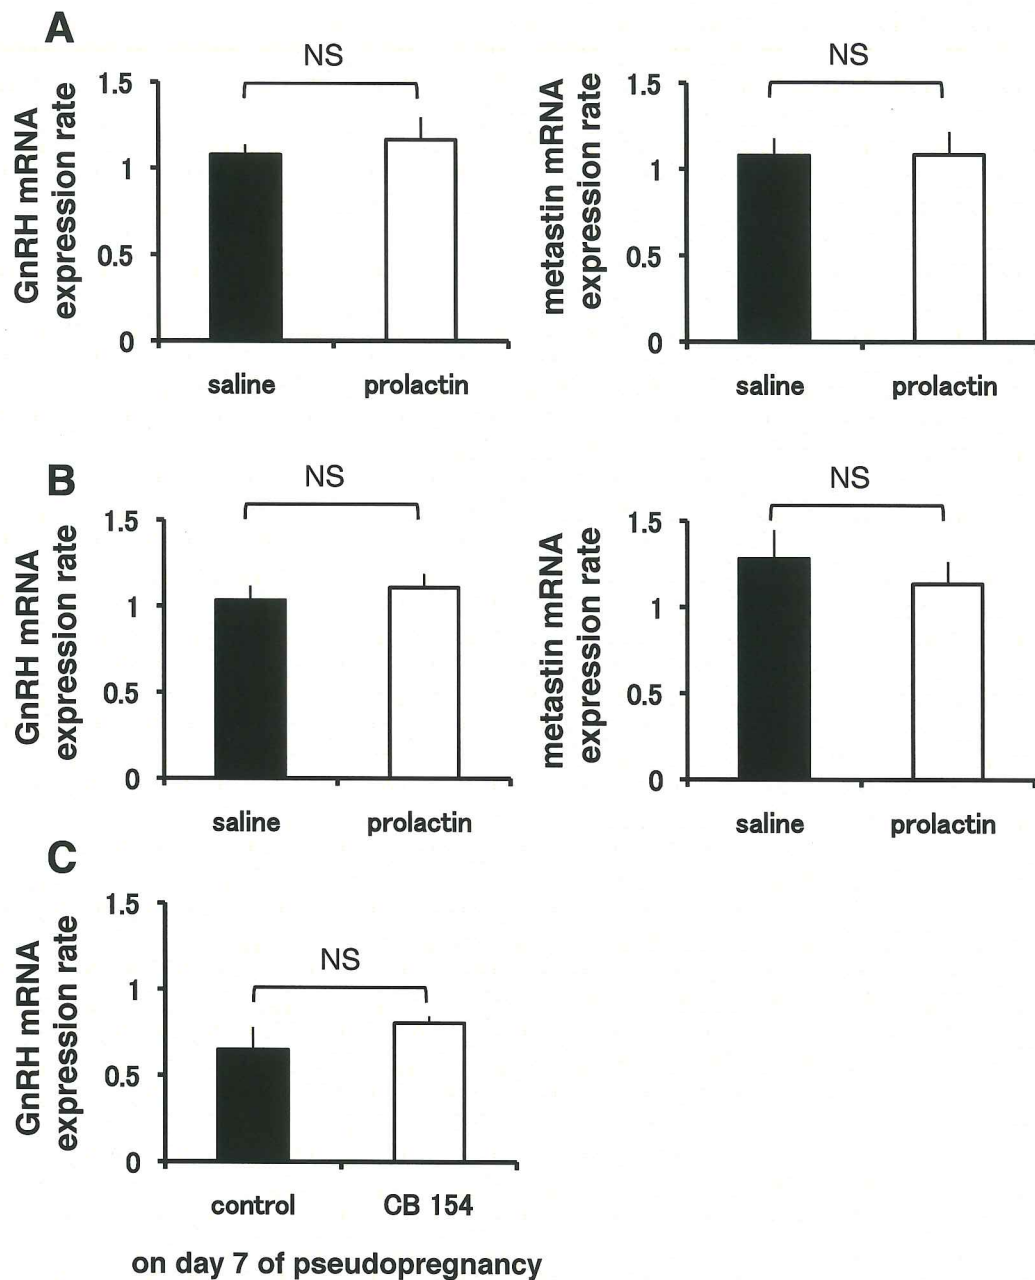 A
NS
GnRH mRNA
expression rate
1.5
1
0.5
0
saline prolactin
NS
metastin mRNA
expression rate
1.5
1
0.5
0
saline prolactin
B
NS
GnRH mRNA
expression rate
1.5
1
0.5
0
saline prolactin
NS
metastin mRNA
expression rate
1.5
1
0.5
0
saline prolactin
C
NS
GnRH mRNA
expression rate
1.5
1
0.5
0
control CB 154
on day 7 of pseudopregnancy